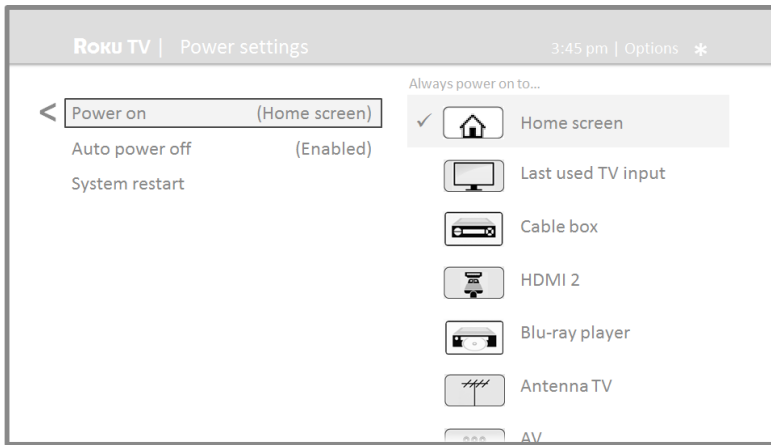 Roku TV | Power settings
3:45 pm | Options ✱
Always power on to...
< Power on (Home screen)
Auto power off (Enabled)
System restart
✓ Home screen
Last used TV input
Cable box
HDMI 2
Blu-ray player
Antenna TV
AV